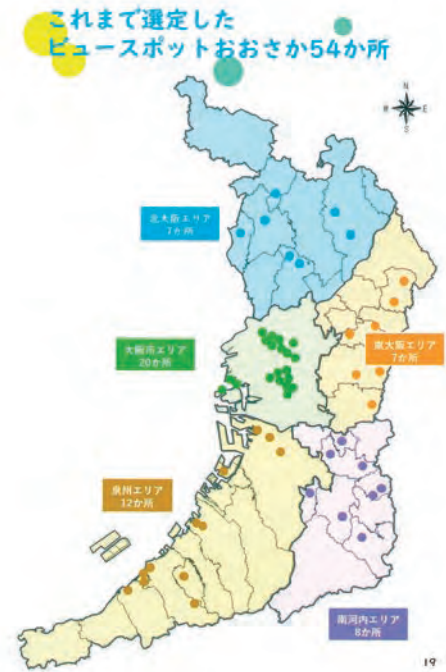 これまで選定した
ビュースポットおおさか54か所
N
W
E
S
北大阪エリア
7か所
大阪市エリア
20か所
東大阪エリア
7か所
泉州エリア
12か所
南河内エリア
8か所
19